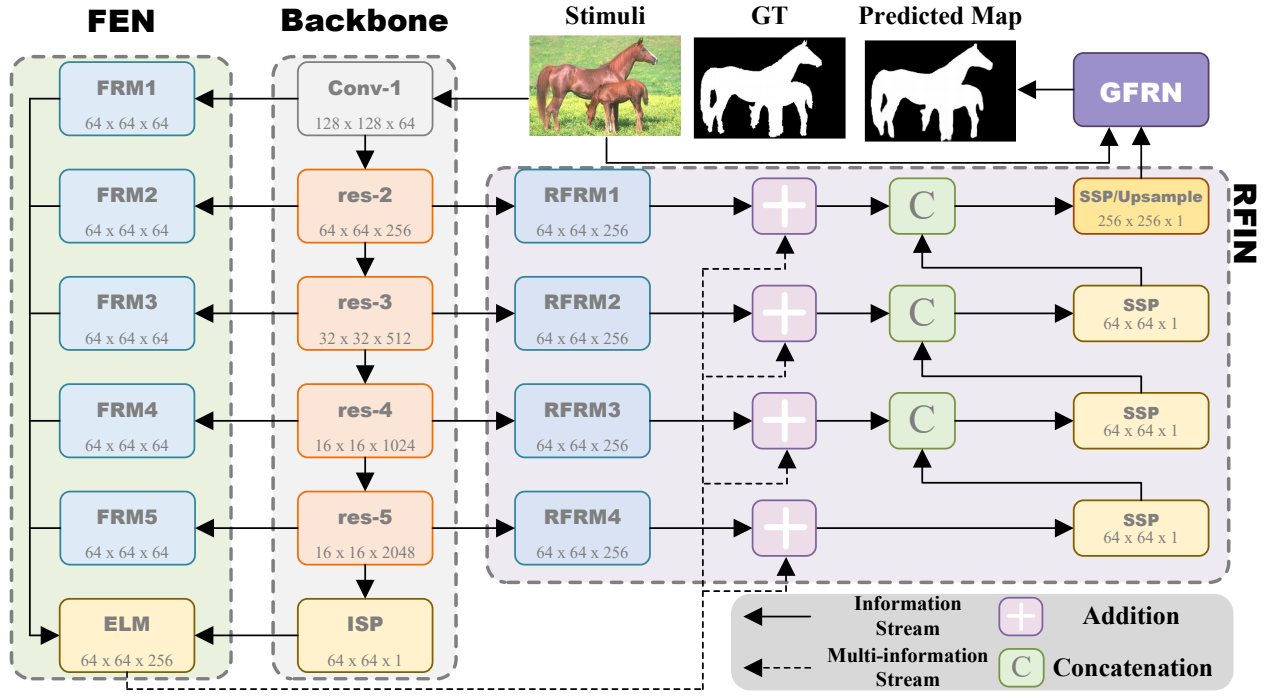 FEN
Backbone
Stimuli
GT
Predicted Map
FRM1
64 x 64 x 64
Conv-1
128 x 128 x 64
GFRN
FRM2
64 x 64 x 64
res-2
64 x 64 x 256
RFRM1
64 x 64 x 256
C
SSP/Upsample
256 x 256 x 1
RFIN
FRM3
64 x 64 x 64
res-3
32 x 32 x 512
RFRM2
64 x 64 x 256
C
SSP
64 x 64 x 1
FRM4
64 x 64 x 64
res-4
16 x 16 x 1024
RFRM3
64 x 64 x 256
C
SSP
64 x 64 x 1
FRM5
64 x 64 x 64
res-5
16 x 16 x 2048
RFRM4
64 x 64 x 256
SSP
64 x 64 x 1
ELM
64 x 64 x 256
ISP
64 x 64 x 1
Information
Stream
Addition
Multi-information
Stream
C
Concatenation